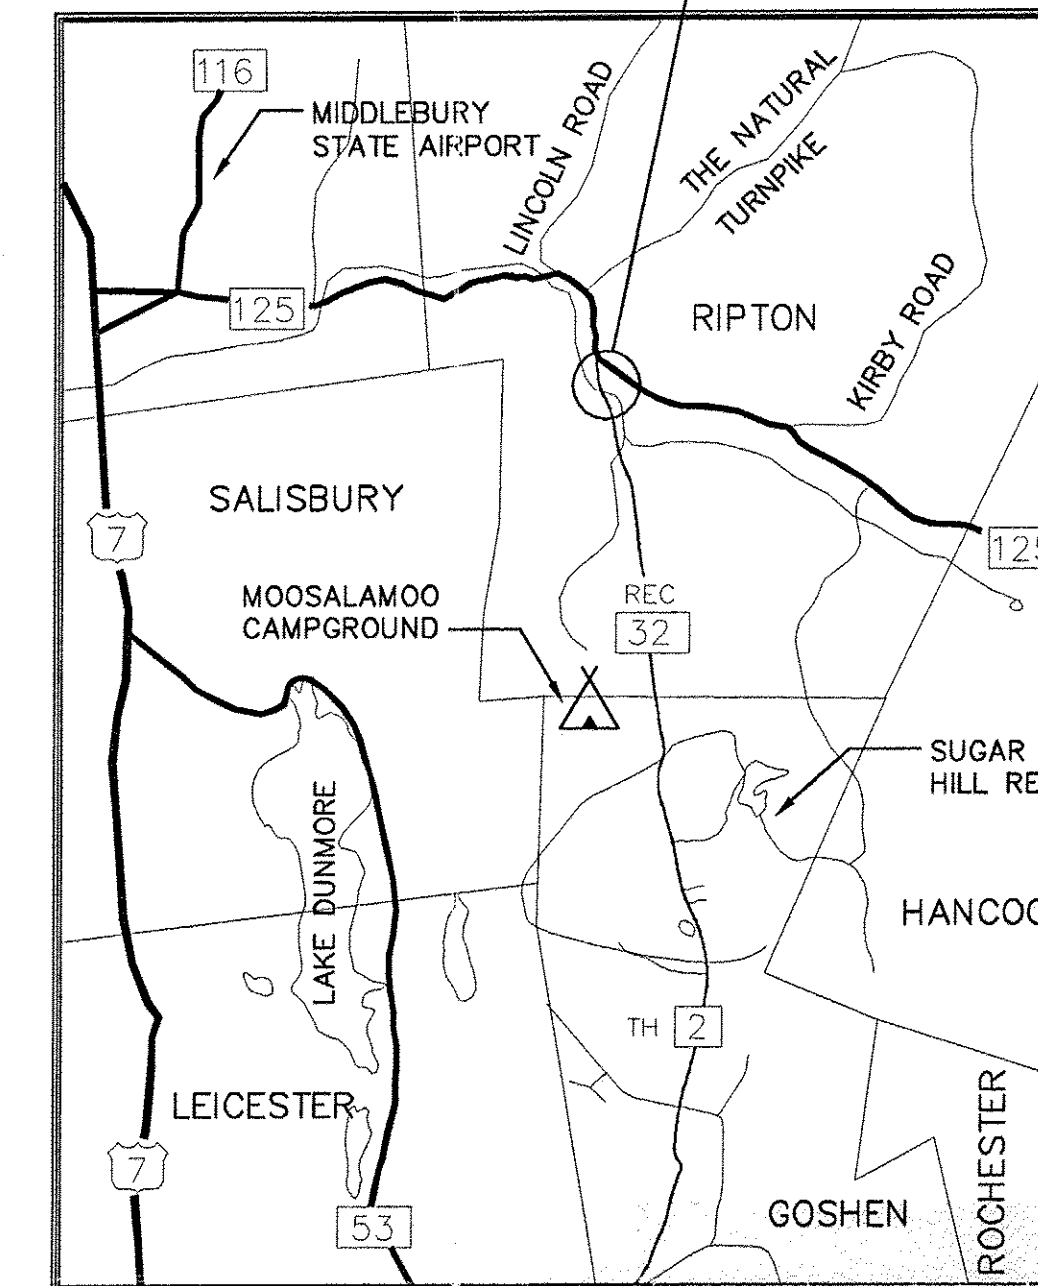 116
MIDDLEBURY
STATE AIRPORT
LINCOLN ROAD
THE NATURAL
TURNPIKE
125
RIPTON
KIRBY ROAD
SALISBURY
7
125
MOOSALAMOO
CAMPGROUND
REC
32
SUGAR
HILL RE
LAKE DUNMORE
HANCOC
TH 2
LEICESTER
7
ROCHESTER
GOSHEN
53